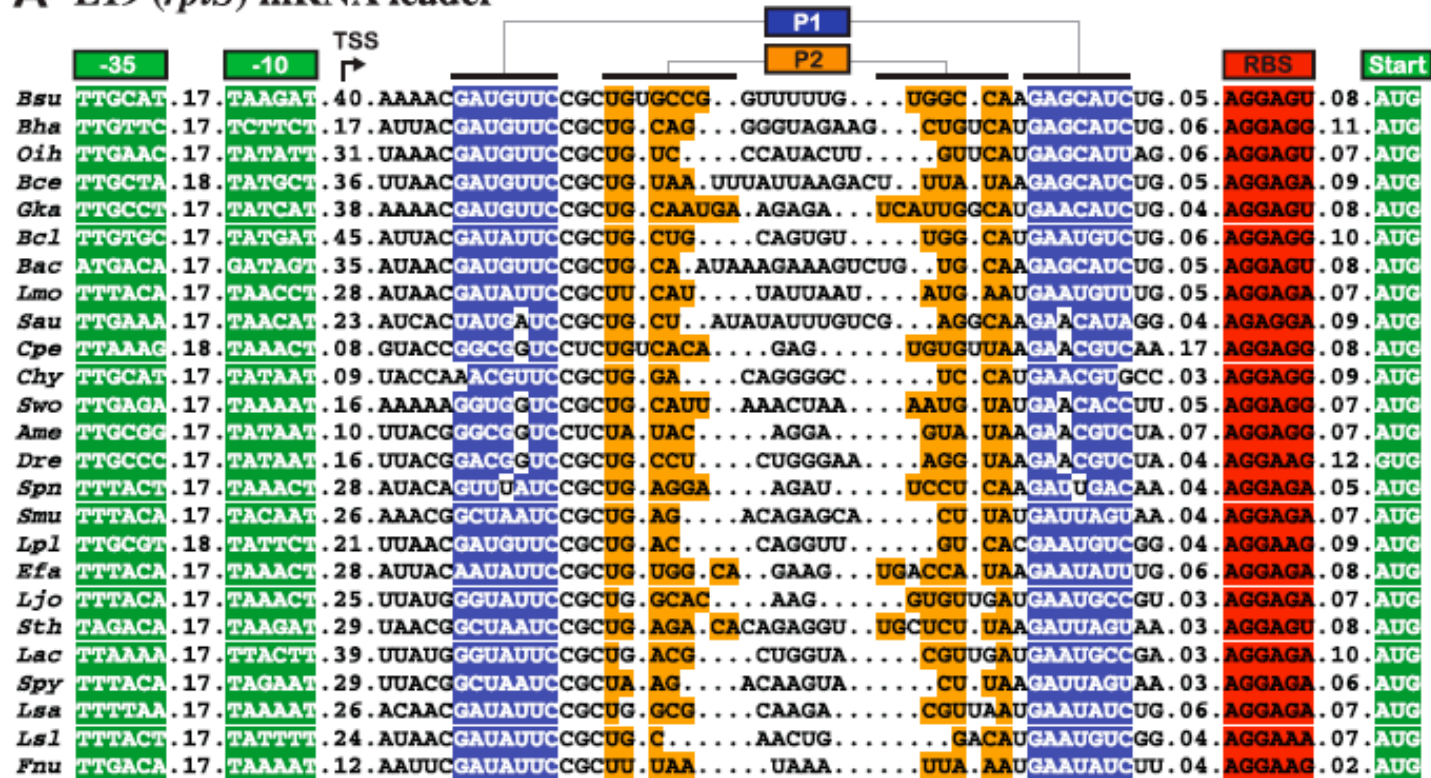 A L19 (rplS) mRNA leader
P1
TSS
-35 -10 P2 RBS Start
Bsu TTGCAT.17.TAAGAT.40.AAAACGAUGUUCCGCUGUGCCG..GUUUUUG....UGGC.CAAGAGCAUCUG.05.AGGAGU.08.AUG
Bha TTGTTC.17.TCTTCT.17.AUUACGAUGUUCCGCUG.CAG...GGGUAGAAG...CUGUCAUGAGCAUCUG.06.AGGAGG.11.AUG
Oih TTGAAC.17.TATATT.31.UAAACGAUGUUCCGCUG.UC....CCAUACUU.....GUUCAUGAGCAUUAG.06.AGGAGU.07.AUG
Bce TTGCTA.18.TATGCT.36.UUAACGAUGUUCCGCUG.UAA.UUUAUUAAGACU..UUA.UAAGAGCAUCUG.05.AGGAGA.09.AUG
Gka TTGCCT.17.TATCAT.38.AAAACGAUGUUCCGCUG.CAAUGA.AGAGA...UCAUUGGCAUGAACAUCUG.04.AGGAGU.08.AUG
Bcl TTGTGC.17.TATGAT.45.AUUACGAUAUUCCGCUG.CUG....CAGUGU.....UGG.CAUGAAUGUCUG.06.AGGAGG.10.AUG
Bac ATGACA.17.GATAGT.35.AUAACGAUGUUCCGCUG.CA.AUAAAGAAAGUCUG..UG.CAAGAGCAUCUG.05.AGGAGU.08.AUG
Lmo TTTACA.17.TAACCT.28.AUAACGAUAUUCCGCUU.CAU....UAUUAAU....AUG.AAUGAAUGUUUG.05.AGGAGA.07.AUG
Sau TTGAAA.17.TAACAT.23.AUCACUAUGAUCCGCUG.CU..AUAUAUUUGUCG...AGGCAAGAACAUAGG.04.AGAGGA.09.AUG
Cpe TTAAAG.18.TAAACT.08.GUACCGGCGGUCCUCUGUCACA....GAG......UGUGUUAAGAACGUCAA.17.AGGAGG.08.AUG
Chy TTGCAT.17.TATAAT.09.UACCAAACGUUCCGCUG.GA....CAGGGGC......UC.CAUGAACGUGCC.03.AGGAGG.09.AUG
Swo TTGAGA.17.TAAAAT.16.AAAAAGGUGGUCCGCUG.CAUU..AAACUAA....AAUG.UAUGAACACCUU.05.AGGAGG.07.AUG
Ame TTGCGG.17.TATAAT.10.UUACGGGCGGUCCUCUA.UAC.....AGGA......GUA.UAAGAACGUCUA.07.AGGAGG.07.AUG
Dre TTGCCC.17.TATAAT.16.UUACGGACGGUCCGCUG.CCU....CUGGGAA....AGG.UAAGAACGUCUA.04.AGGAAG.12.GUG
Spn TTTACT.17.TAAACT.28.AUACAGUUUAUCCGCUG.AGGA....AGAU.....UCCU.CAAGAUUGACAA.04.AGGAGA.05.AUG
Smu TTTACA.17.TACAAT.26.AAACGGCUAAUCCGCUG.AG....ACAGAGCA.....CU.UAUGAUUAGUAA.04.AGGAGA.07.AUG
Lpl TTGCGT.18.TATTCT.21.UUAACGAUGUUCCGCUG.AC.....CAGGUU......GU.CACGAAUGUCGG.04.AGGAAG.09.AUG
Efa TTTACA.17.TAAACT.28.AUUACAAUAUUCCGCUG.UGG.CA..GAAG...UGACCA.UAAGAAUAUUUG.06.AGGAGA.08.AUG
Ljo TTTACA.17.TAAACT.25.UUAUGGGUAUUCCGCUGG.GCAC....AAG......GUGUUGAUGAAUGCCGU.03.AGGAGA.07.AUG
Sth TAGACA.17.TAAGAT.29.UAACGGCUAAUCCGCUG.AGA.CACAGAGGU..UGCUCU.UAAGAUUAGUAA.03.AGGAGU.08.AUG
Lac TTAAAA.17.TTACTT.39.UUAUGGGUAUUCCGCUG.ACG....CUGGUA.....CGUUGAUGAAUGCCGA.03.AGGAGA.10.AUG
Spy TTTACA.17.TAGAAT.29.UUACGGCUAAUCCGCUA.AG....ACAAGUA......CU.UAAGAUUAGUAA.03.AGGAGA.06.AUG
Lsa TTTTAA.17.TAAAAT.26.ACAACGAUAUUCCGCUGG.GCG....CAAGA......CGUUAAUGAAUAUCUG.06.AGGAGA.07.AUG
Lsl TTTACT.17.TATTTT.24.AUAACGAUAUUCCGCUG.C......AACUG.......GACAUGAAUGUCGG.04.AGGAAA.07.AUG
Fnu TTGACA.17.TAAAAT.12.AAUUCGAUAUUCCGCUU.UAA.....UAAA......UUA.AAUGAAUAUCUU.04.AGGAAG.02.AUG